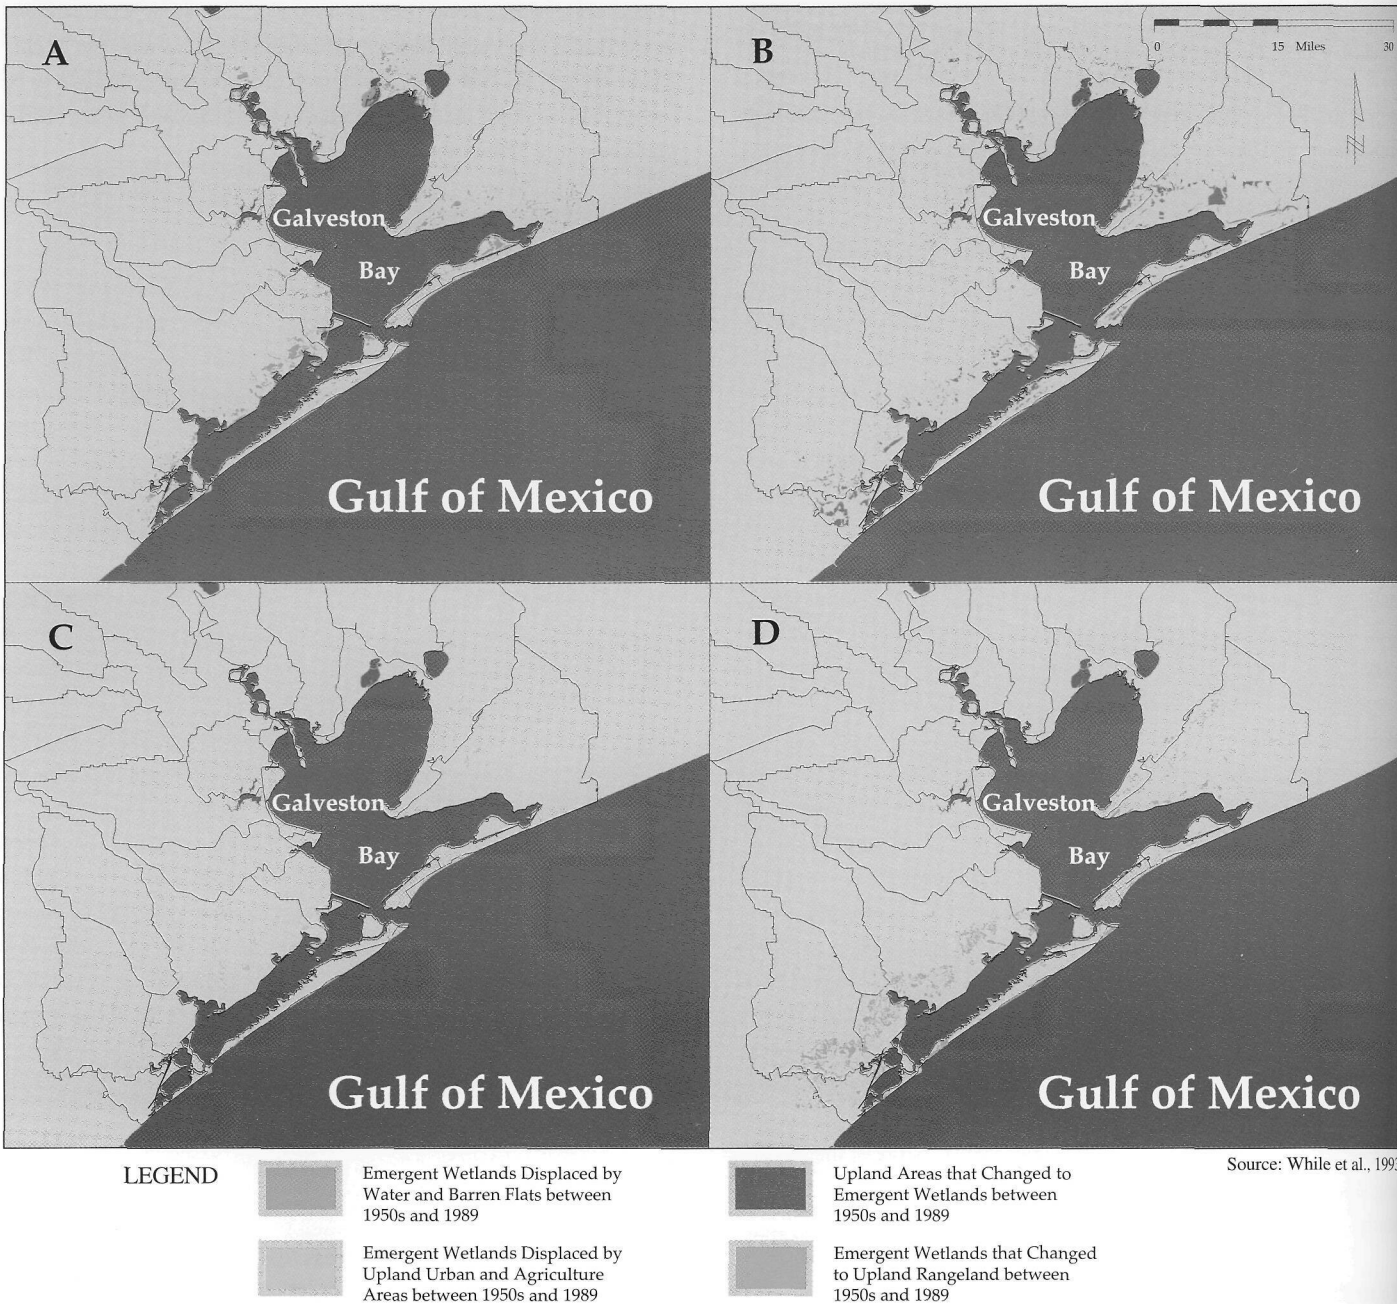 A
Galveston
Bay
Gulf of Mexico
B
0 15 Miles 30
Galveston
Bay
Gulf of Mexico
C
Galveston
Bay
Gulf of Mexico
D
Galveston
Bay
Gulf of Mexico
LEGEND
Emergent Wetlands Displaced by
Water and Barren Flats between
1950s and 1989
Emergent Wetlands Displaced by
Upland Urban and Agriculture
Areas between 1950s and 1989
Upland Areas that Changed to
Emergent Wetlands between
1950s and 1989
Emergent Wetlands that Changed
to Upland Rangeland between
1950s and 1989
Source: While et al., 1993